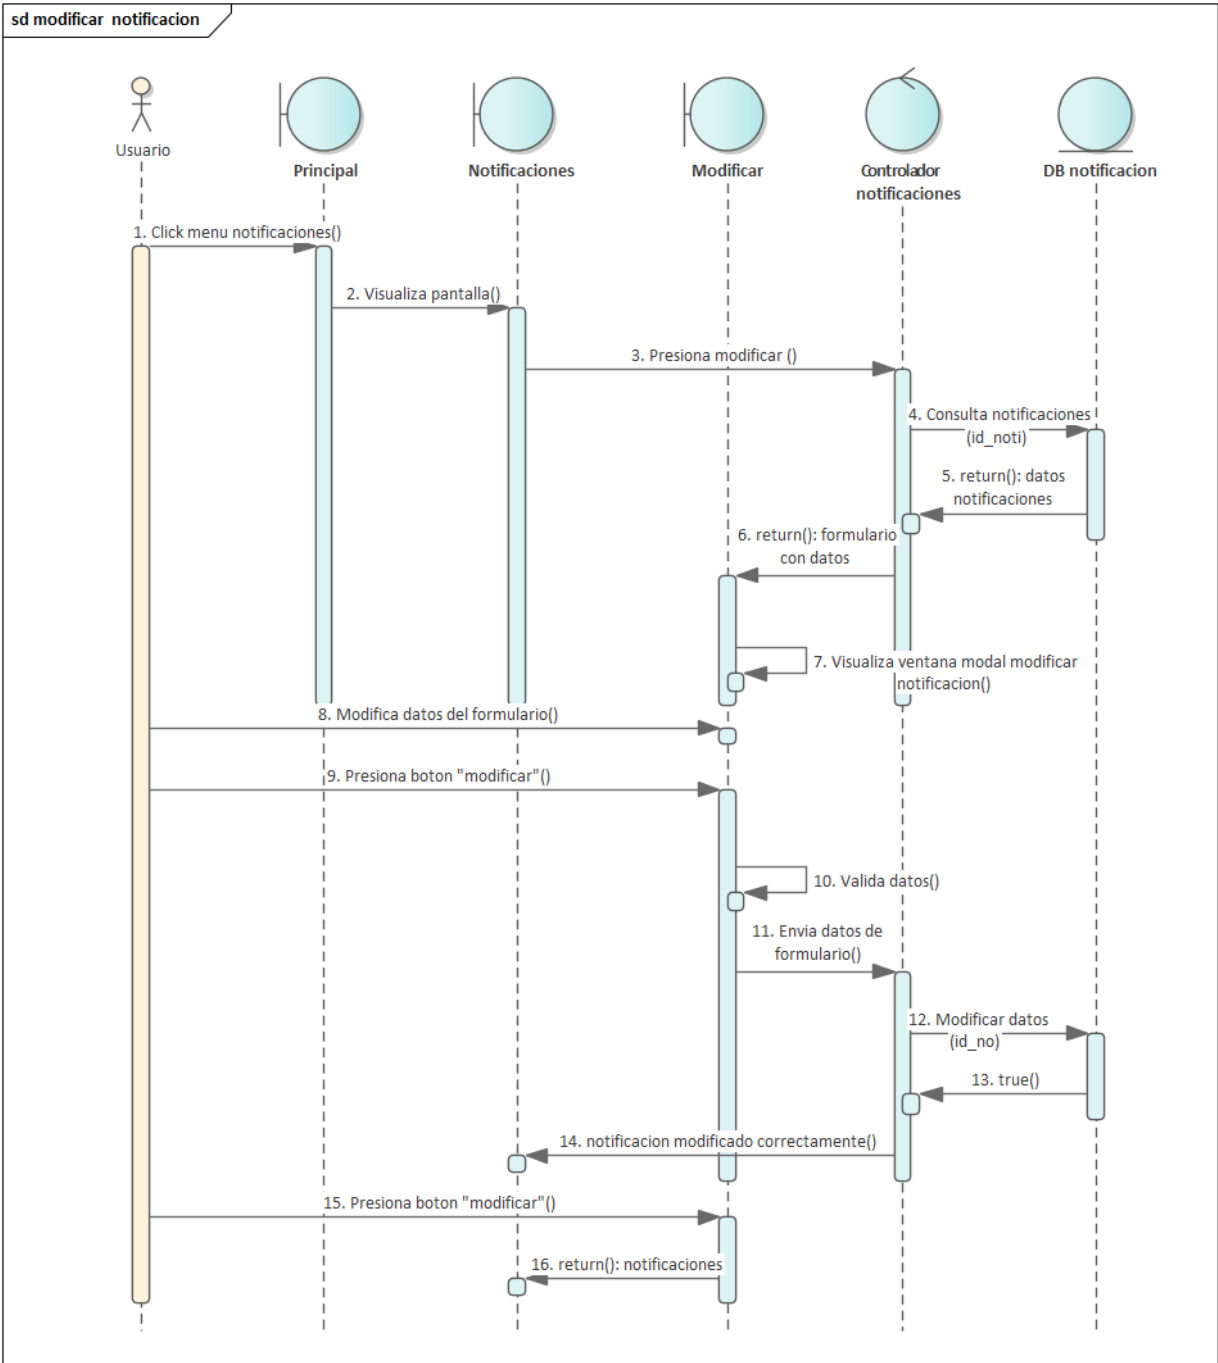 sd modificar notificacion
Usuario
Principal
Notificaciones
Modificar
Controlador
notificaciones
DB notificacion
1. Click menu notificaciones()
2. Visualiza pantalla()
3. Presiona modificar ()
4. Consulta notificaciones
(id_noti)
5. return(): datos
notificaciones
6. return(): formulario
con datos
7. Visualiza ventana modal modificar
notificacion()
8. Modifica datos del formulario()
9. Presiona boton "modificar"()
10. Valida datos()
11. Envia datos de
formulario()
12. Modificar datos
(id_no)
13. true()
14. notificacion modificado correctamente()
15. Presiona boton "modificar"()
16. return(): notificaciones